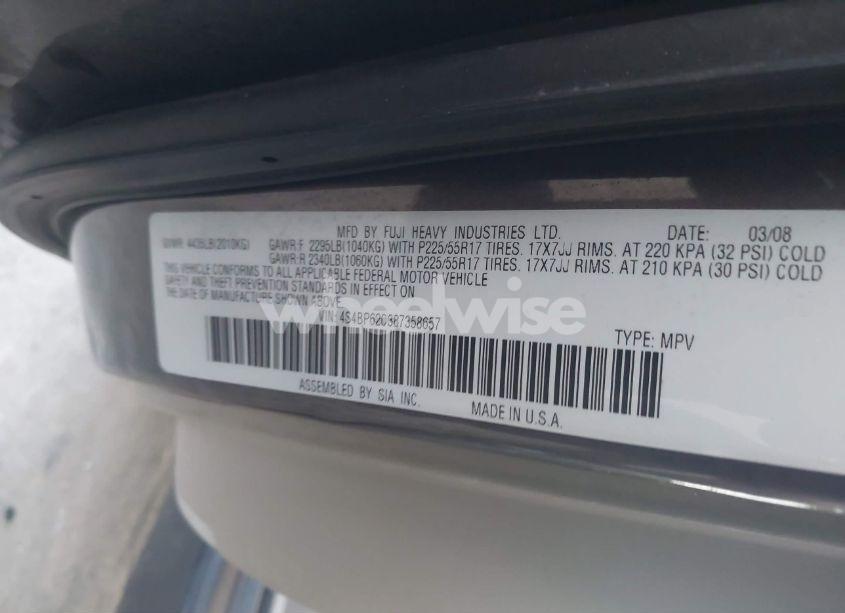 MFD BY FUJI HEAVY INDUSTRIES LTD. DATE: 03/08
GVWR: 4435LB(2010KG) GAWR:F 2295LB(1040KG) WITH P225/55R17 TIRES. 17X7JJ RIMS. AT 220 KPA (32 PSI) COLD
GAWR:R 2340LB(1060KG) WITH P225/55R17 TIRES. 17X7JJ RIMS. AT 210 KPA (30 PSI) COLD
THIS VEHICLE CONFORMS TO ALL APPLICABLE FEDERAL MOTOR VEHICLE
SAFETY AND THEFT PREVENTION STANDARDS IN EFFECT ON
THE DATE OF MANUFACTURE SHOWN ABOVE.
VIN: TYPE: MPV
wheelwise
ASSEMBLED BY SIA INC. MADE IN U.S.A.